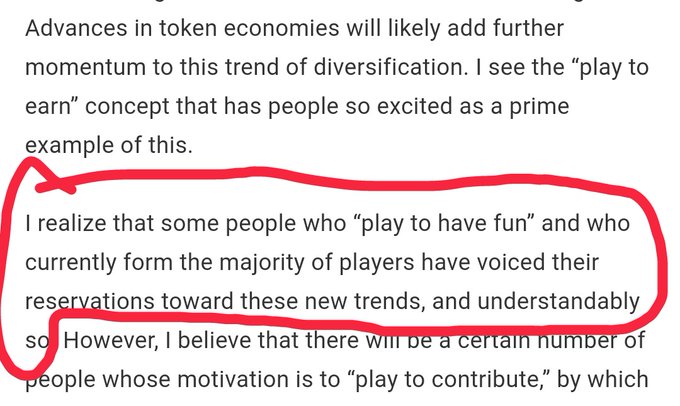 Advances in token economies will likely add further
momentum to this trend of diversification. I see the “play to
earn” concept that has people so excited as a prime
example of this.
I realize that some people who “play to have fun” and who
currently form the majority of players have voiced their
reservations toward these new trends, and understandably
so. However, I believe that there will be a certain number of
people whose motivation is to “play to contribute,” by which